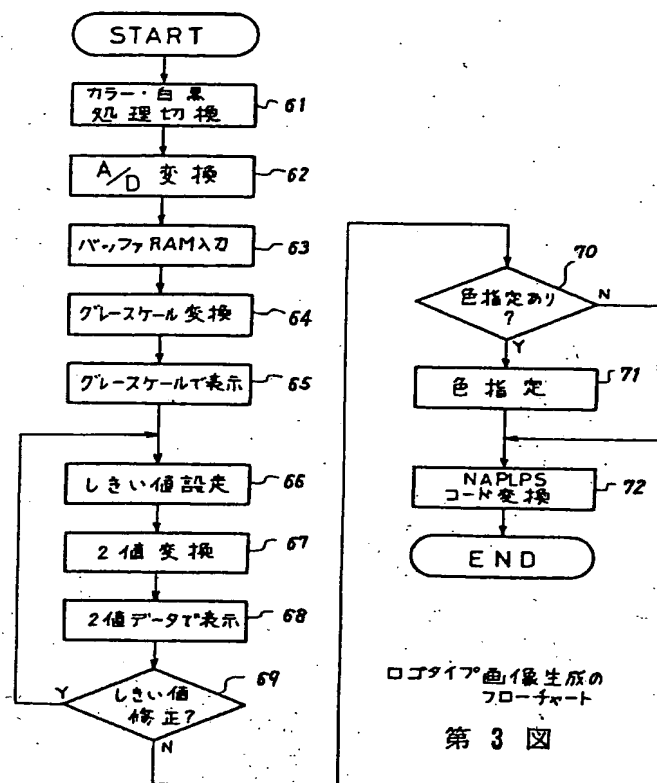 START
カラー・白黒
処理切換
61
A/D 変換
62
バッファRAM入力
63
グレースケール変換
64
グレースケールで表示
65
しきい値設定
66
2値変換
67
2値データで表示
68
しきい値
修正?
69
Y
N
70
色指定あり
?
N
Y
色指定
71
NAPLPS
コード変換
72
END
ロゴタイプ画像生成の
フローチャート
第 3 図